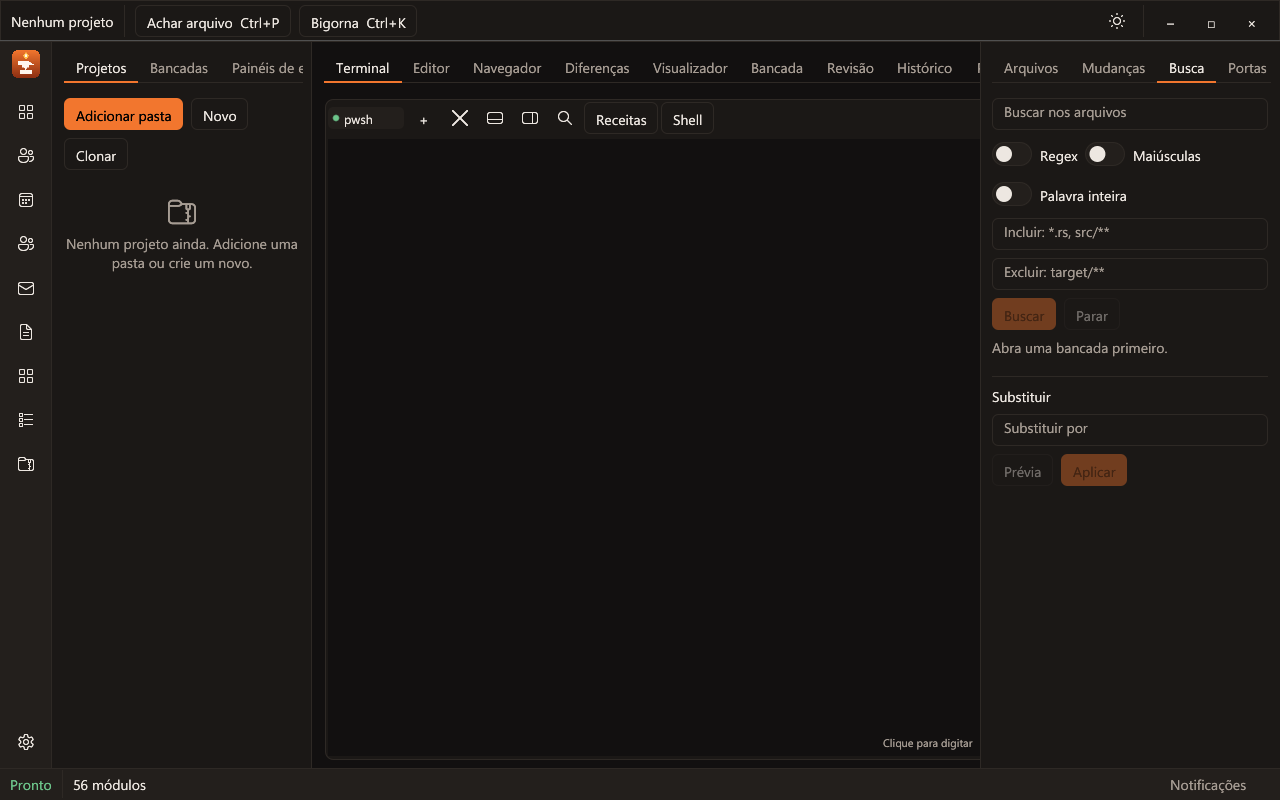 Nenhum projeto
Achar arquivo Ctrl+P
Bigorna Ctrl+K
Projetos
Bancadas
Painéis de e
Adicionar pasta
Novo
Clonar
Nenhum projeto ainda. Adicione uma
pasta ou crie um novo.
Terminal
Editor
Navegador
Diferenças
Visualizador
Bancada
Revisão
Histórico
pwsh
+
Receitas
Shell
Clique para digitar
Arquivos
Mudanças
Busca
Portas
Buscar nos arquivos
Regex
Maiúsculas
Palavra inteira
Incluir: *.rs, src/**
Excluir: target/**
Buscar
Parar
Abra uma bancada primeiro.
Substituir
Substituir por
Prévia
Aplicar
Pronto
56 módulos
Notificações